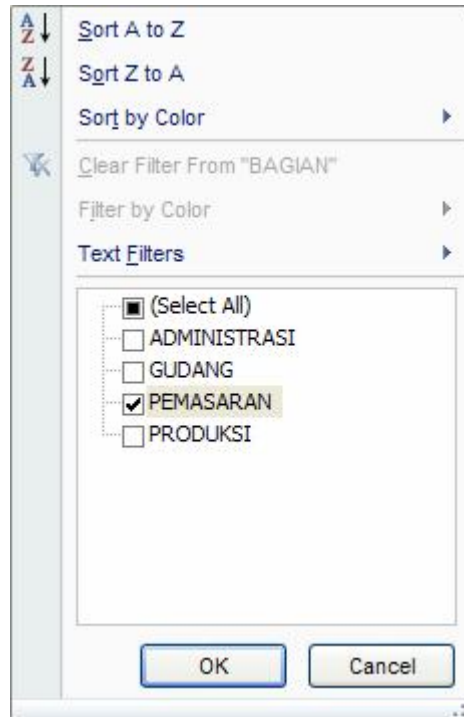 Sort A to Z
Sort Z to A
Sort by Color
Clear Filter From "BAGIAN"
Filter by Color
Text Filters
(Select All)
ADMINISTRASI
GUDANG
PEMASARAN
PRODUKSI
OK Cancel